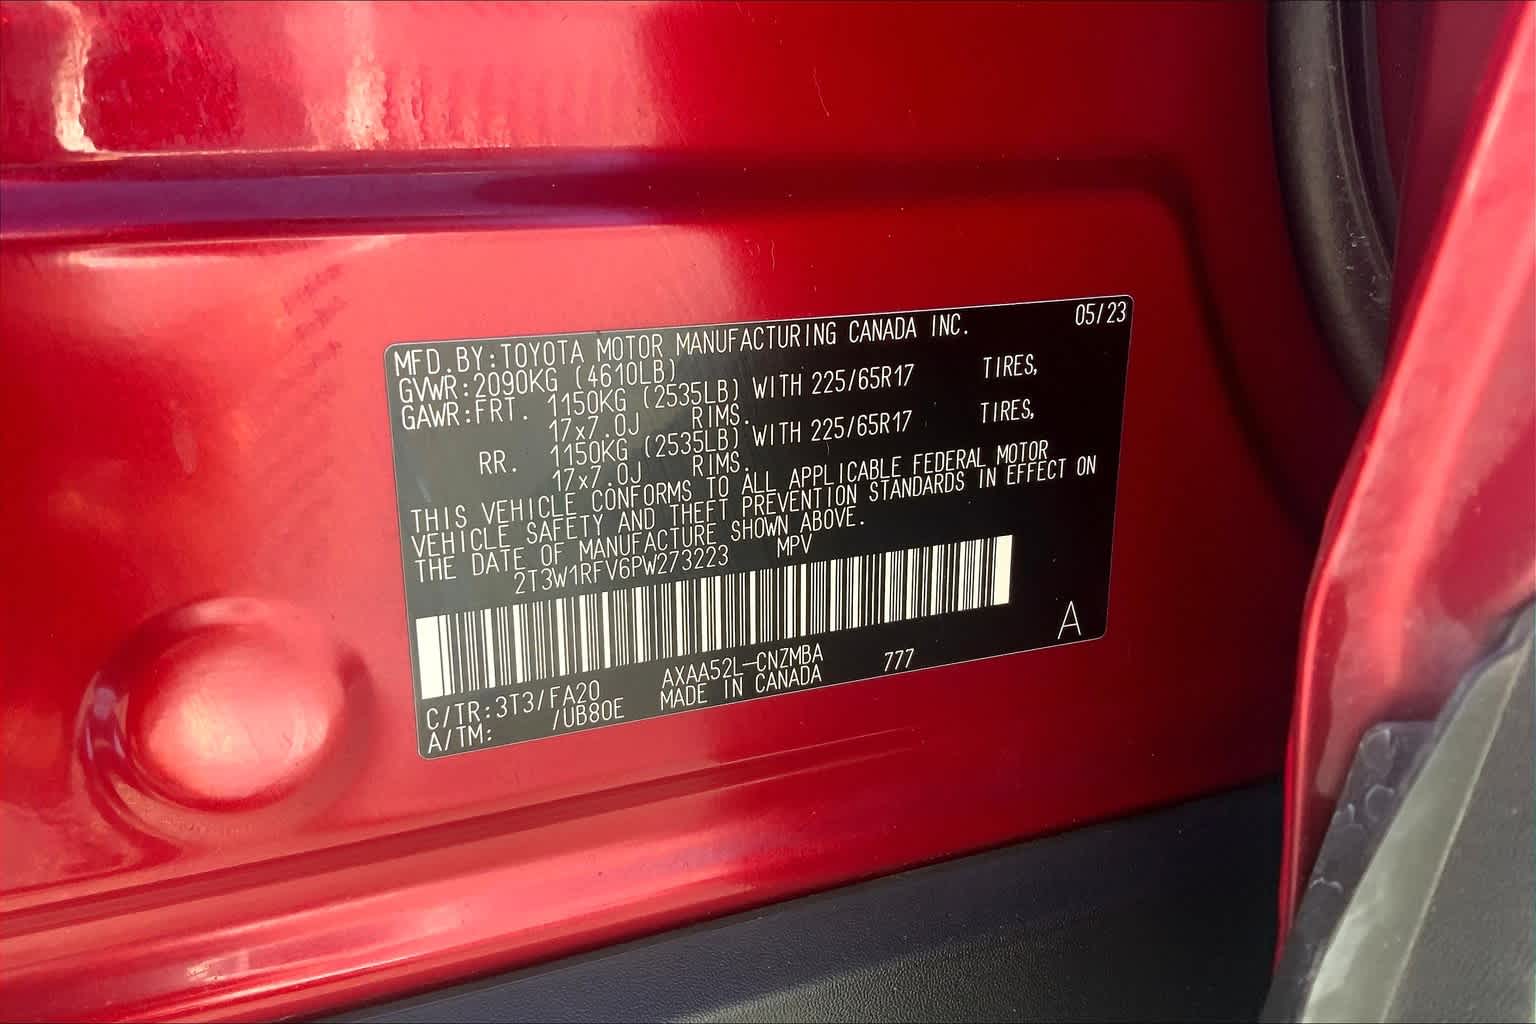 MFD.BY:TOYOTA MOTOR MANUFACTURING CANADA INC. 05/23
GVWR:2090KG (4610LB)
GAWR:FRT. 1150KG (2535LB) WITH 225/65R17 TIRES,
17x7.0J RIMS.
RR. 1150KG (2535LB) WITH 225/65R17 TIRES,
17x7.0J RIMS.
THIS VEHICLE CONFORMS TO ALL APPLICABLE FEDERAL MOTOR
VEHICLE SAFETY AND THEFT PREVENTION STANDARDS IN EFFECT ON
THE DATE OF MANUFACTURE SHOWN ABOVE.
2T3W1RFV6PW273223 MPV
A
C/TR:3T3/FA20 AXAA52L-CNZMBA 777
A/TM: /UB80E MADE IN CANADA